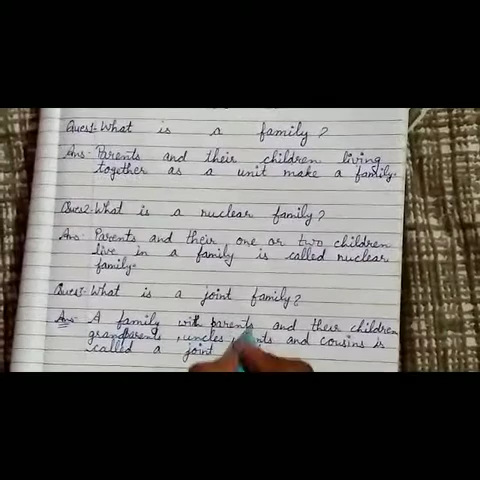 Ques1- What is a family?
Ans- Parents and their children living
together as a unit make a family.
Ques2- What is a nuclear family?
Ans- Parents and their one or two children
live in a family is called nuclear
family.
Ques3- What is a joint family?
Ans- A family with parents and their children
grandparents, uncles and cousins is
called a joint